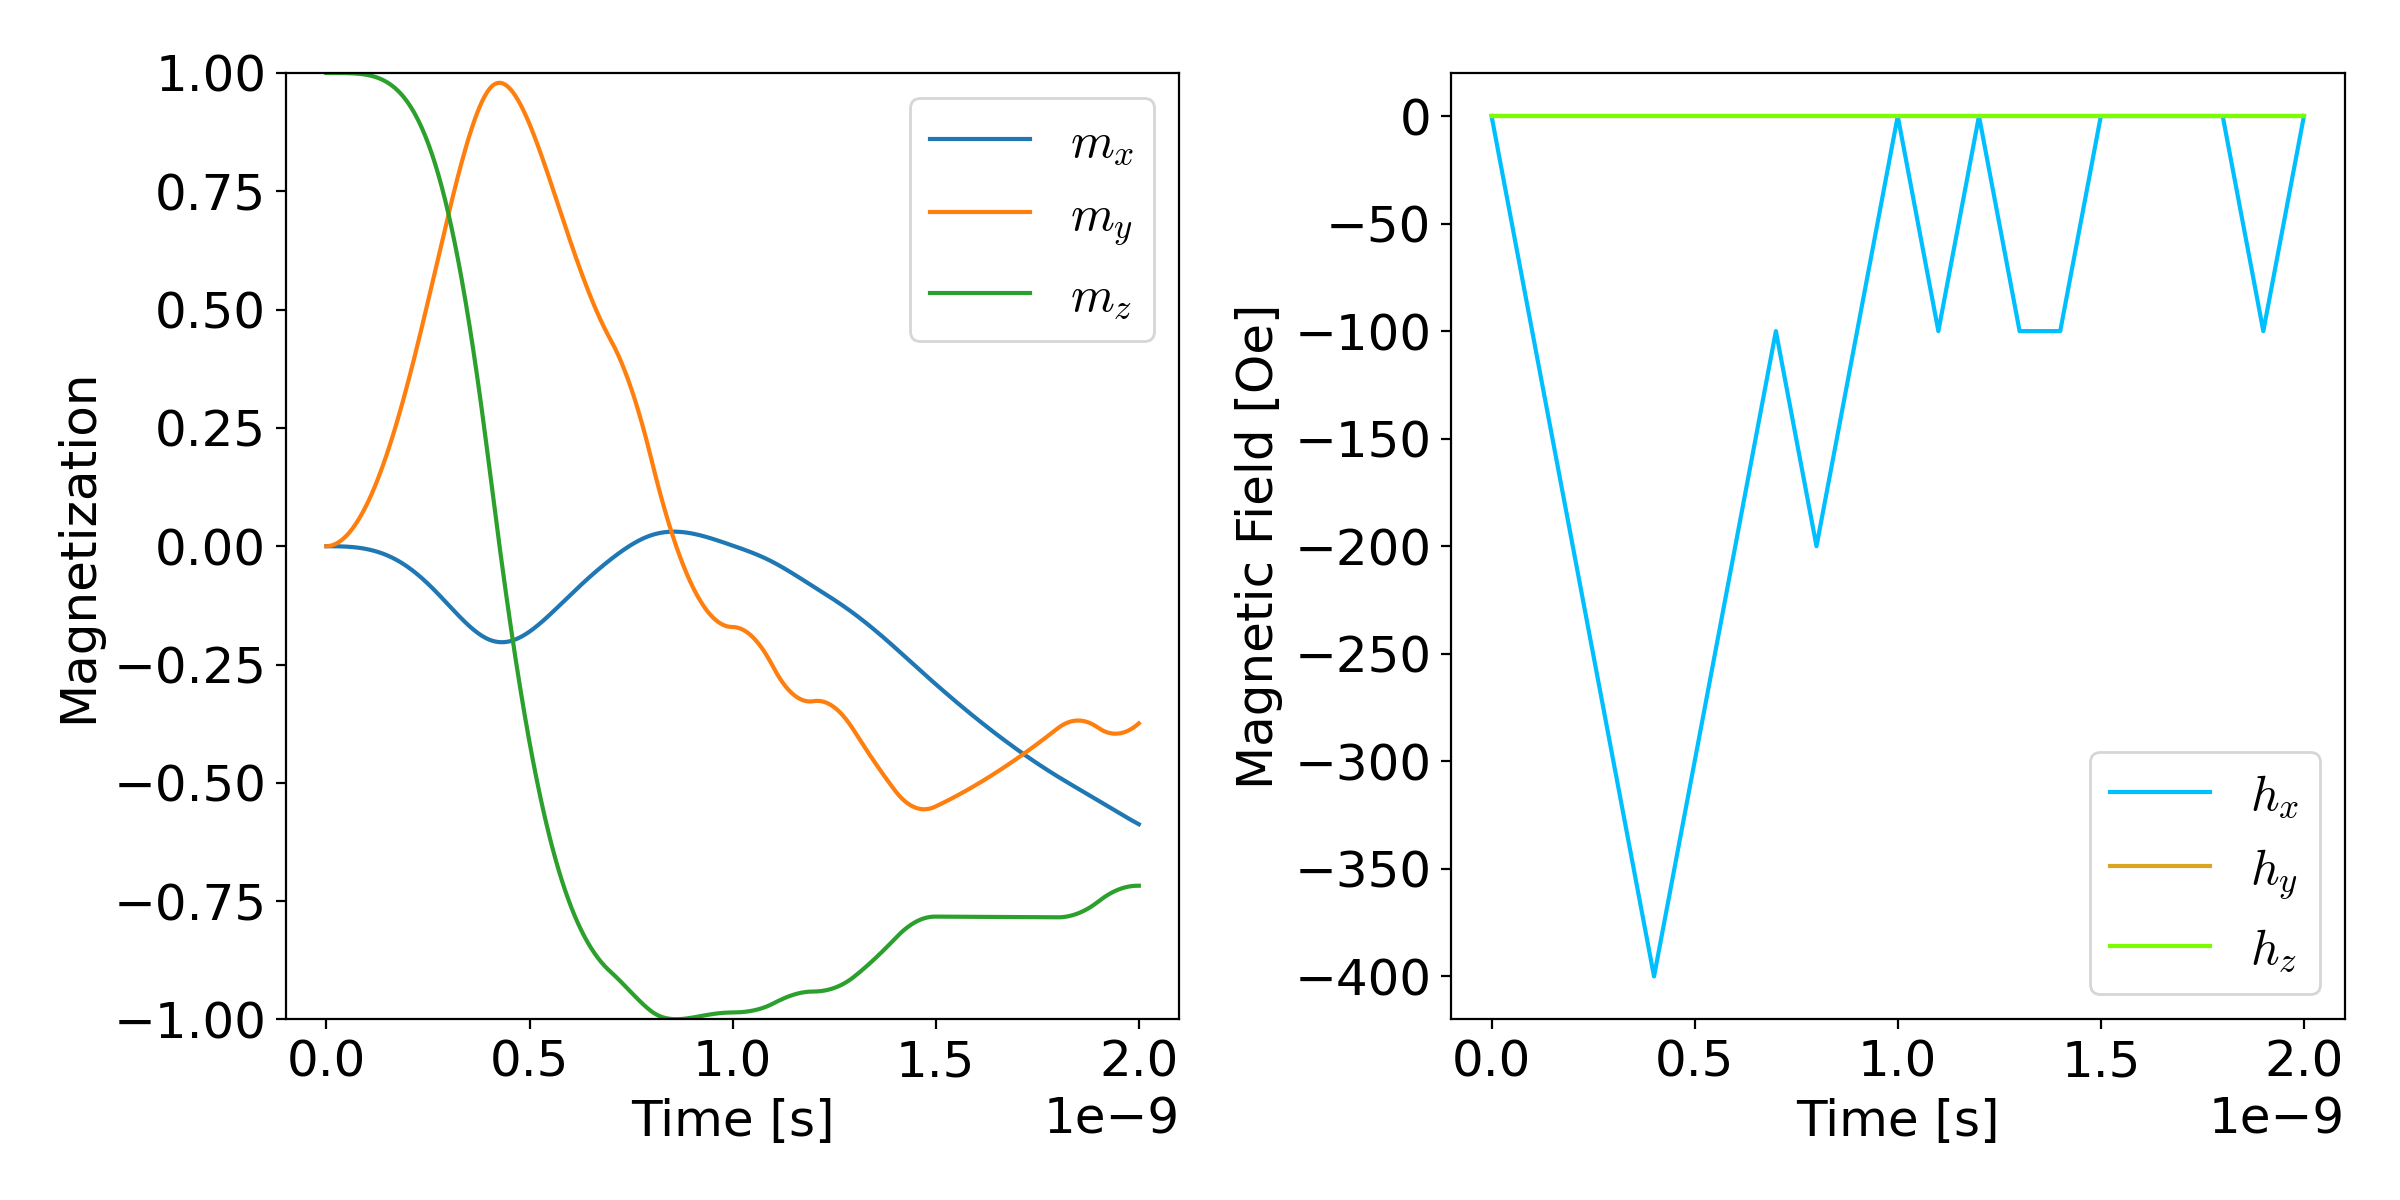 1.00
0.75
0.50
0.25
0.00
−0.25
−0.50
−0.75
−1.00
Magnetization
0.0 0.5 1.0 1.5 2.0
Time [s]
1e−9
m_x
m_y
m_z
0
−50
−100
−150
−200
−250
−300
−350
−400
Magnetic Field [Oe]
0.0 0.5 1.0 1.5 2.0
Time [s]
1e−9
h_x
h_y
h_z